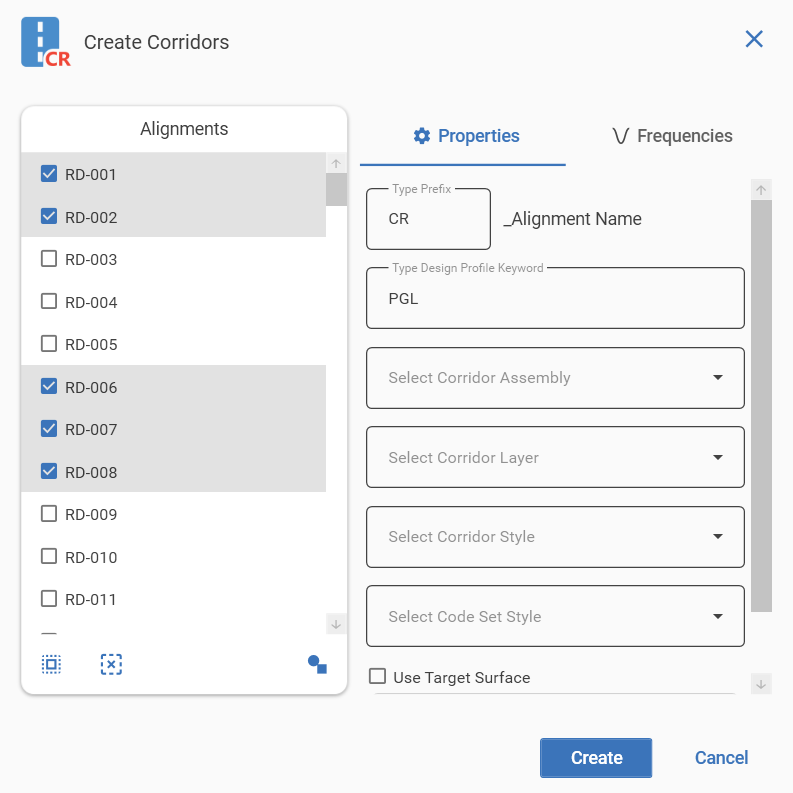 CR
Create Corridors
Alignments
RD-001
RD-002
RD-003
RD-004
RD-005
RD-006
RD-007
RD-008
RD-009
RD-010
RD-011
Properties
Frequencies
Type Prefix
CR
_Alignment Name
Type Design Profile Keyword
PGL
Select Corridor Assembly
Select Corridor Layer
Select Corridor Style
Select Code Set Style
Use Target Surface
Create
Cancel